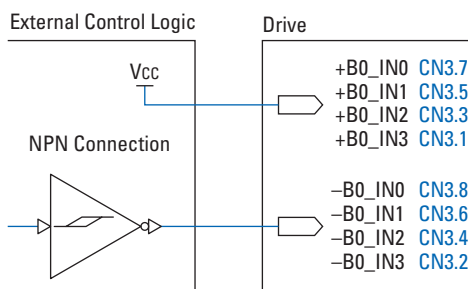 External Control Logic
Drive
Vcc
NPN Connection
+B0_IN0 CN3.7
+B0_IN1 CN3.5
+B0_IN2 CN3.3
+B0_IN3 CN3.1
–B0_IN0 CN3.8
–B0_IN1 CN3.6
–B0_IN2 CN3.4
–B0_IN3 CN3.2